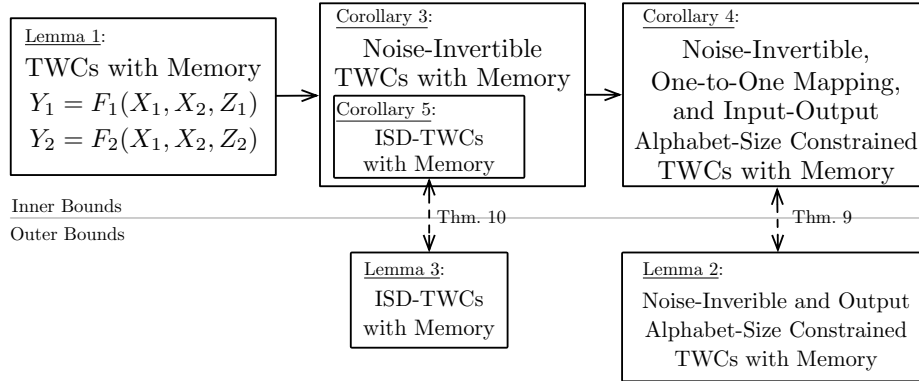 Lemma 1:
TWCs with Memory
Y₁ = F₁(X₁, X₂, Z₁)
Y₂ = F₂(X₁, X₂, Z₂)
Corollary 3:
Noise-Invertible
TWCs with Memory
Corollary 5:
ISD-TWCs
with Memory
Corollary 4:
Noise-Invertible,
One-to-One Mapping,
and Input-Output
Alphabet-Size Constrained
TWCs with Memory
Inner Bounds
Thm. 10
Thm. 9
Outer Bounds
Lemma 3:
ISD-TWCs
with Memory
Lemma 2:
Noise-Inverible and Output
Alphabet-Size Constrained
TWCs with Memory